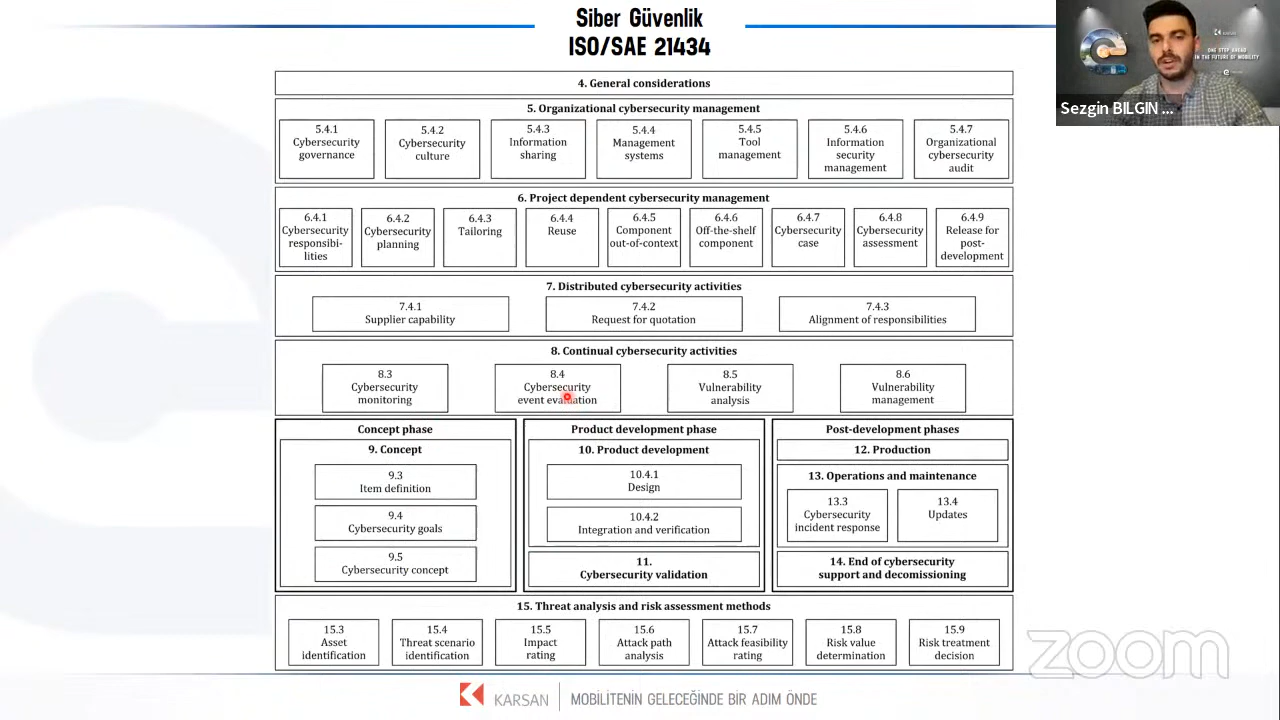 Siber Güvenlik
ISO/SAE 21434
ONE STEP AHEAD
IN THE FUTURE OF MOBILITY
Sezgin BİLGİN ...
4. General considerations
5. Organizational cybersecurity management
5.4.1
Cybersecurity
governance
5.4.2
Cybersecurity
culture
5.4.3
Information
sharing
5.4.4
Management
systems
5.4.5
Tool
management
5.4.6
Information
security
management
5.4.7
Organizational
cybersecurity
audit
6. Project dependent cybersecurity management
6.4.1
Cybersecurity
responsibi-
lities
6.4.2
Cybersecurity
planning
6.4.3
Tailoring
6.4.4
Reuse
6.4.5
Component
out-of-context
6.4.6
Off-the-shelf
component
6.4.7
Cybersecurity
case
6.4.8
Cybersecurity
assessment
6.4.9
Release for
post-
development
7. Distributed cybersecurity activities
7.4.1
Supplier capability
7.4.2
Request for quotation
7.4.3
Alignment of responsibilities
8. Continual cybersecurity activities
8.3
Cybersecurity
monitoring
8.4
Cybersecurity
event evaluation
8.5
Vulnerability
analysis
8.6
Vulnerability
management
Concept phase
9. Concept
9.3
Item definition
9.4
Cybersecurity goals
9.5
Cybersecurity concept
Product development phase
10. Product development
10.4.1
Design
10.4.2
Integration and verification
11.
Cybersecurity validation
Post-development phases
12. Production
13. Operations and maintenance
13.3
Cybersecurity
incident response
13.4
Updates
14. End of cybersecurity
support and decomissioning
15. Threat analysis and risk assessment methods
15.3
Asset
identification
15.4
Threat scenario
identification
15.5
Impact
rating
15.6
Attack path
analysis
15.7
Attack feasibility
rating
15.8
Risk value
determination
15.9
Risk treatment
decision
zoom
KARSAN
MOBİLİTENİN GELECEĞİNDE BİR ADIM ÖNDE